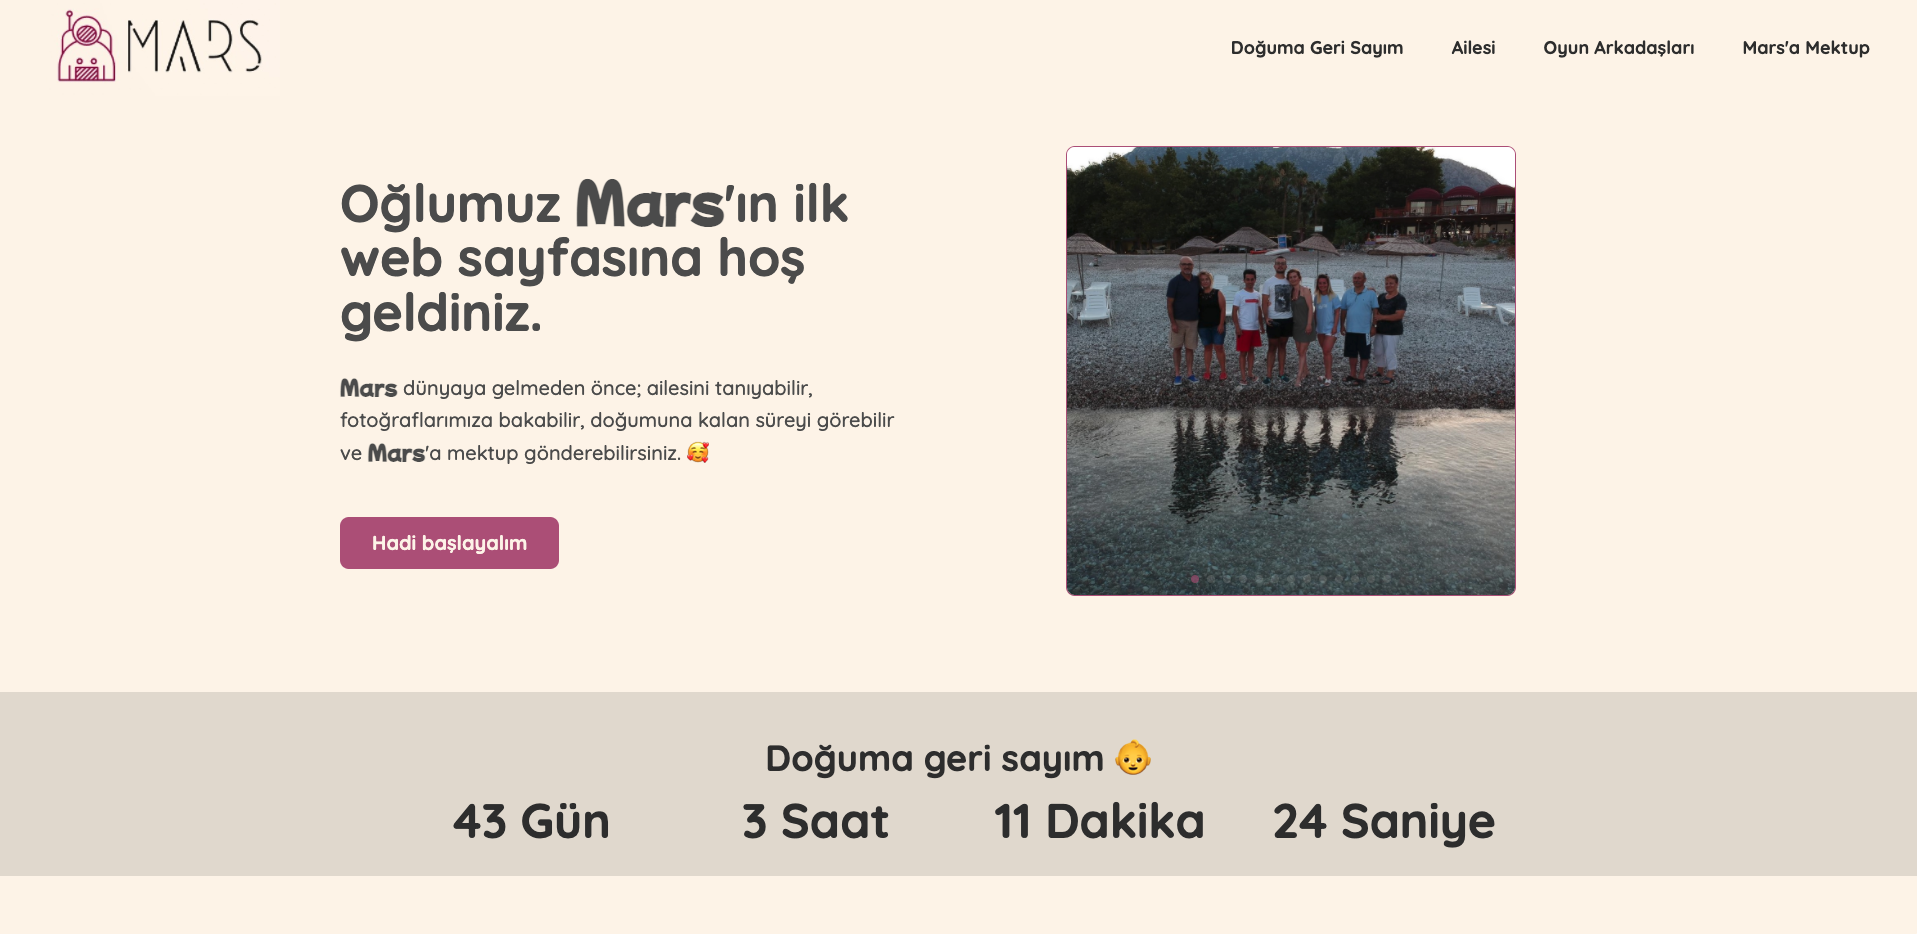 MARS
Doğuma Geri Sayım
Ailesi
Oyun Arkadaşları
Mars'a Mektup
Oğlumuz Mars'ın ilk
web sayfasına hoş
geldiniz.
Mars dünyaya gelmeden önce; ailesini tanıyabilir,
fotoğraflarımıza bakabilir, doğumuna kalan süreyi görebilir
ve Mars'a mektup gönderebilirsiniz. 🥰
Hadi başlayalım
Doğuma geri sayım 👶
43 Gün
3 Saat
11 Dakika
24 Saniye